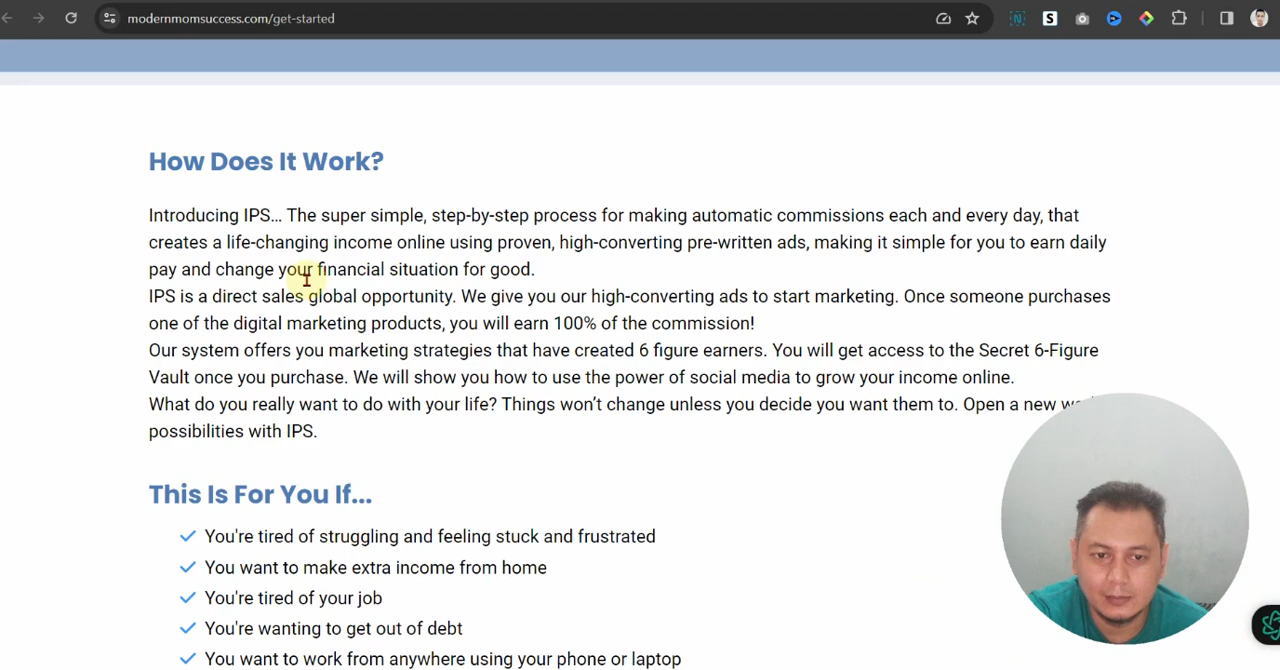 modernmomsuccess.com/get-started
How Does It Work?
Introducing IPS... The super simple, step-by-step process for making automatic commissions each and every day, that
creates a life-changing income online using proven, high-converting pre-written ads, making it simple for you to earn daily
pay and change your financial situation for good.
IPS is a direct sales global opportunity. We give you our high-converting ads to start marketing. Once someone purchases
one of the digital marketing products, you will earn 100% of the commission!
Our system offers you marketing strategies that have created 6 figure earners. You will get access to the Secret 6-Figure
Vault once you purchase. We will show you how to use the power of social media to grow your income online.
What do you really want to do with your life? Things won't change unless you decide you want them to. Open a new
possibilities with IPS.
This Is For You If...
You're tired of struggling and feeling stuck and frustrated
You want to make extra income from home
You're tired of your job
You're wanting to get out of debt
You want to work from anywhere using your phone or laptop